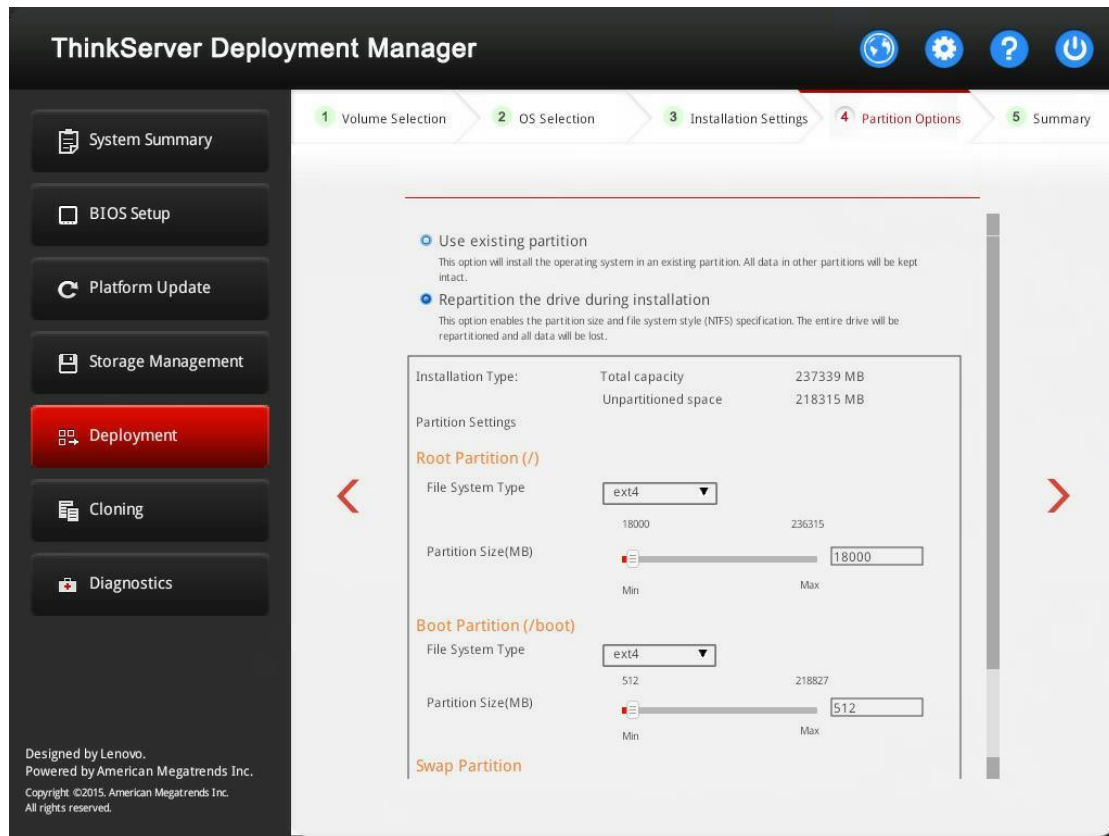 ThinkServer Deployment Manager
System Summary
BIOS Setup
Platform Update
Storage Management
Deployment
Cloning
Diagnostics
Designed by Lenovo.
Powered by American Megatrends Inc.
Copyright ©2015. American Megatrends Inc.
All rights reserved.
1 Volume Selection 2 OS Selection 3 Installation Settings 4 Partition Options 5 Summary
Use existing partition
This option will install the operating system in an existing partition. All data in other partitions will be kept
intact.
Repartition the drive during installation
This option enables the partition size and file system style (NTFS) specification. The entire drive will be
repartitioned and all data will be lost.
Installation Type: Total capacity 237339 MB
Unpartitioned space 218315 MB
Partition Settings
Root Partition (/)
File System Type ext4
18000 236315
Partition Size(MB) 18000
Min Max
Boot Partition (/boot)
File System Type ext4
512 218827
Partition Size(MB) 512
Min Max
Swap Partition